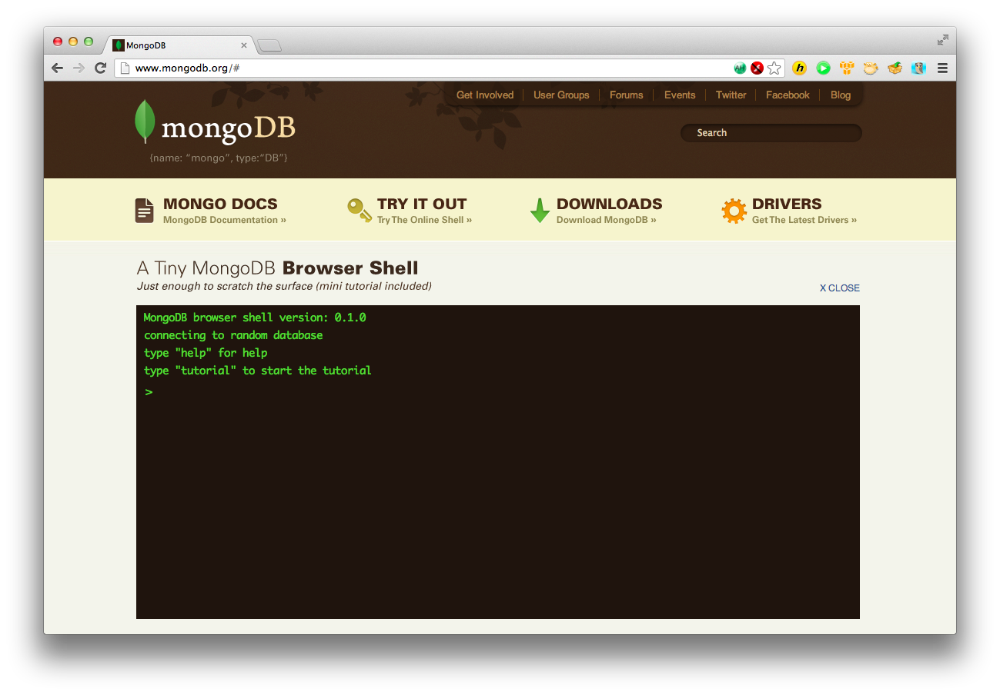 MongoDB
www.mongodb.org/#
Get Involved
User Groups
Forums
Events
Twitter
Facebook
Blog
mongoDB
{name: “mongo”, type:“DB”}
Search
MONGO DOCS
MongoDB Documentation »
TRY IT OUT
Try The Online Shell »
DOWNLOADS
Download MongoDB »
DRIVERS
Get The Latest Drivers »
A Tiny MongoDB Browser Shell
Just enough to scratch the surface (mini tutorial included)
X CLOSE
MongoDB browser shell version: 0.1.0
connecting to random database
type "help" for help
type "tutorial" to start the tutorial
>